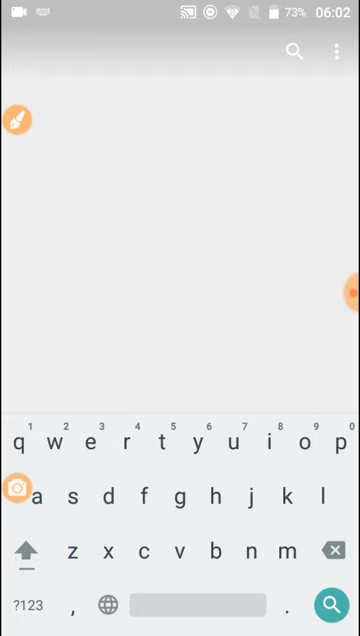 73% 06:02
1 2 3 4 5 6 7 8 9 0
q w e r t y u i o p
a s d f g h j k l
z x c v b n m
?123 , .